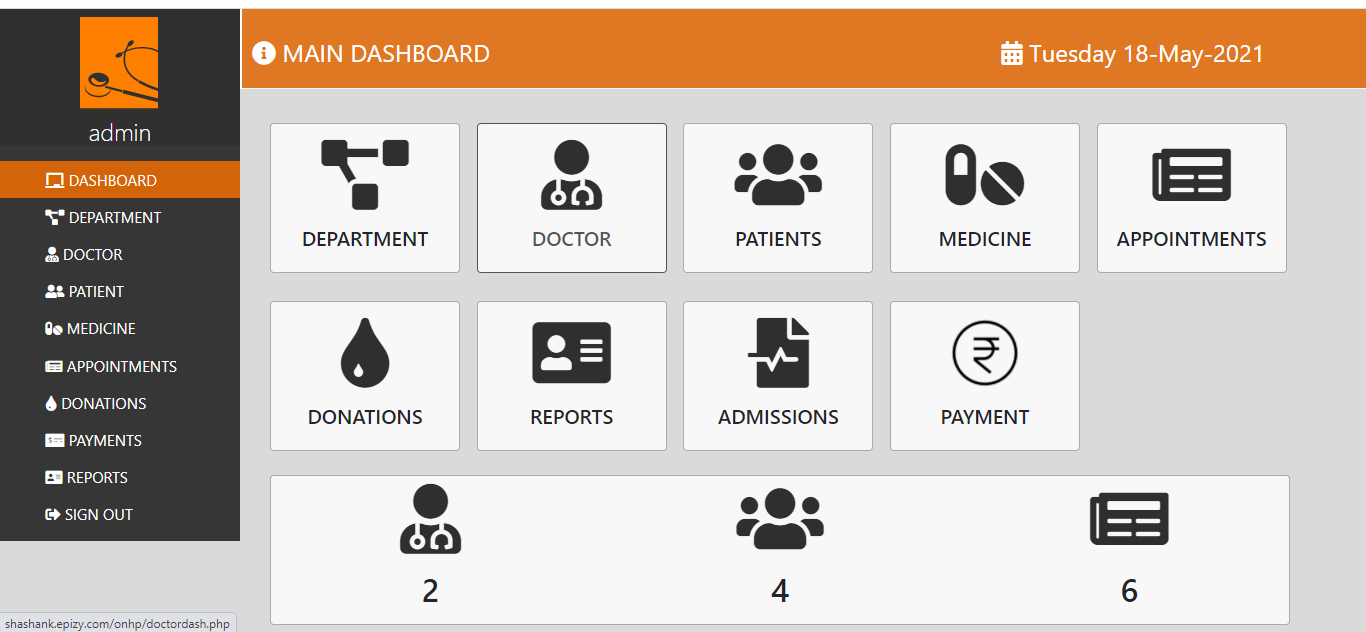 admin
DASHBOARD
DEPARTMENT
DOCTOR
PATIENT
MEDICINE
APPOINTMENTS
DONATIONS
PAYMENTS
REPORTS
SIGN OUT
MAIN DASHBOARD
Tuesday 18-May-2021
DEPARTMENT
DOCTOR
PATIENTS
MEDICINE
APPOINTMENTS
DONATIONS
REPORTS
ADMISSIONS
₹
PAYMENT
2
4
6
shashank.epizy.com/onhp/doctordash.php